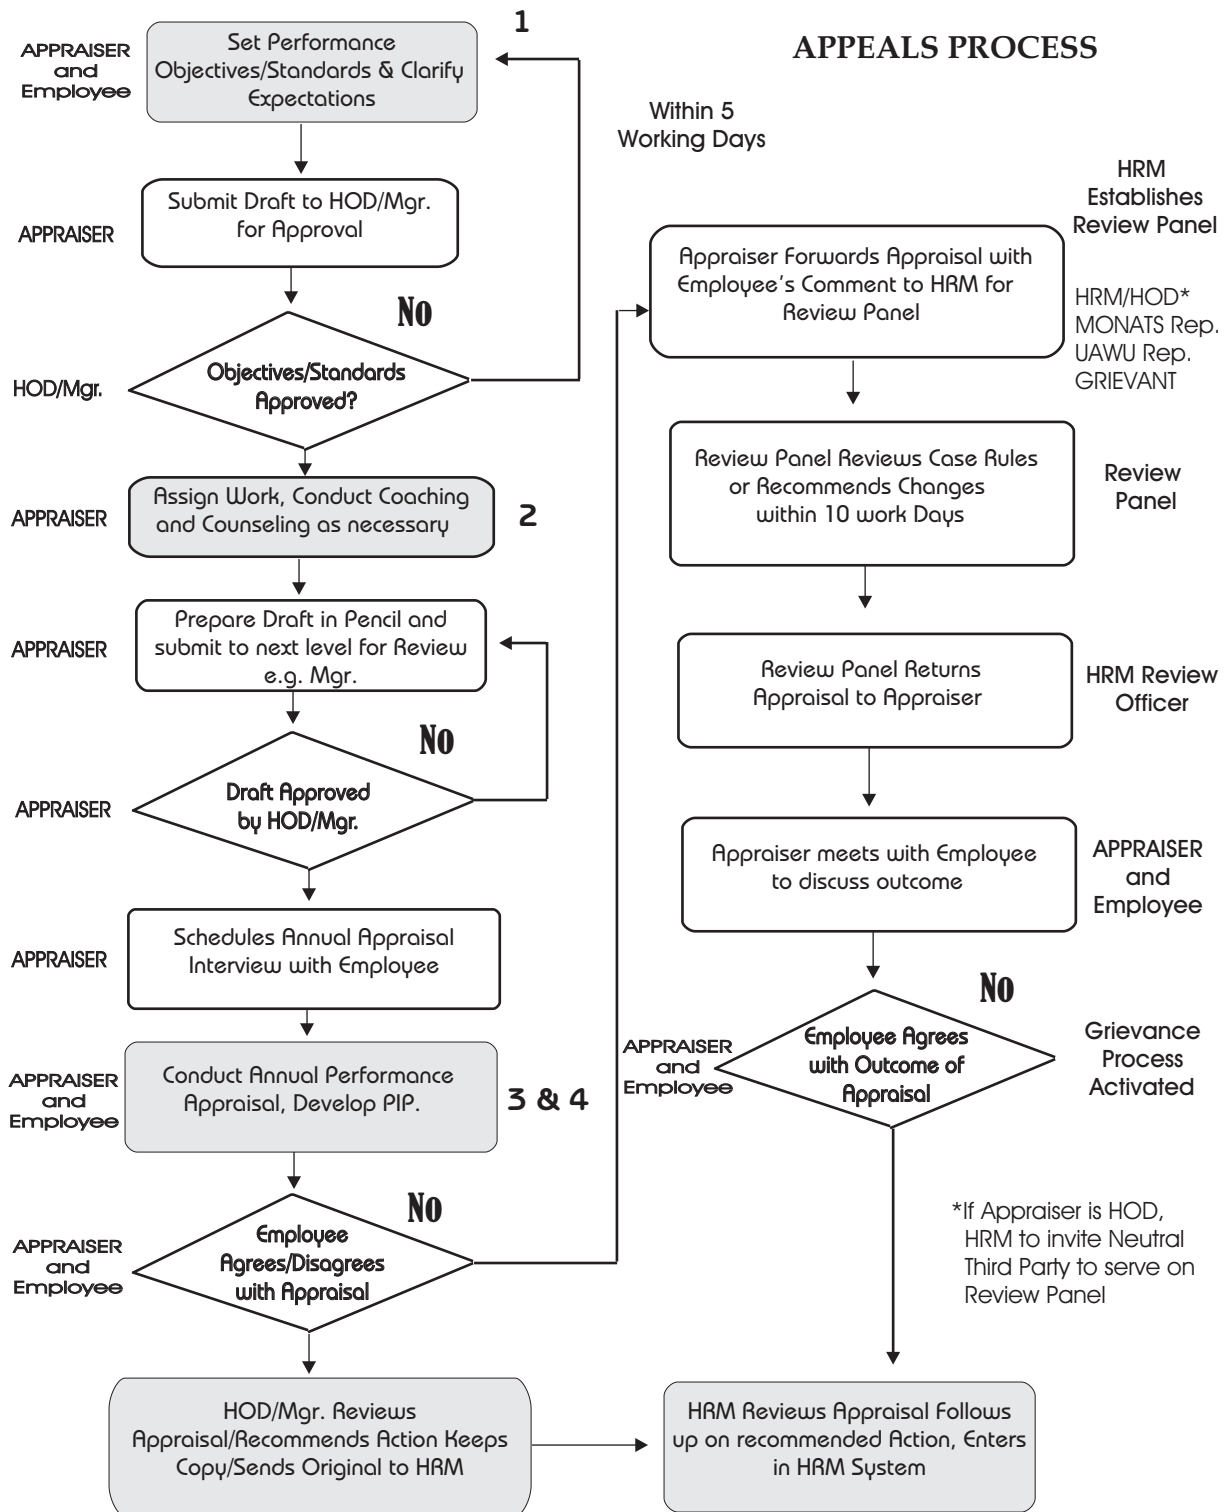 1
APPRAISER
and
Employee
Set Performance
Objectives/Standards & Clarify
Expectations
APPRAISER
Submit Draft to HOD/Mgr.
for Approval
No
HOD/Mgr.
Objectives/Standards
Approved?
APPRAISER
Assign Work, Conduct Coaching
and Counseling as necessary
2
APPRAISER
Prepare Draft in Pencil and
submit to next level for Review
e.g. Mgr.
No
APPRAISER
Draft Approved
by HOD/Mgr.
APPRAISER
Schedules Annual Appraisal
Interview with Employee
APPRAISER
and
Employee
Conduct Annual Performance
Appraisal, Develop PIP.
3 & 4
No
APPRAISER
and
Employee
Employee
Agrees/Disagrees
with Appraisal
HOD/Mgr. Reviews
Appraisal/Recommends Action Keeps
Copy/Sends Original to HRM
APPEALS PROCESS
Within 5
Working Days
HRM
Establishes
Review Panel
Appraiser Forwards Appraisal with
Employee's Comment to HRM for
Review Panel
HRM/HOD*
MONATS Rep.
UAWU Rep.
GRIEVANT
Review Panel Reviews Case Rules
or Recommends Changes
within 10 work Days
Review
Panel
Review Panel Returns
Appraisal to Appraiser
HRM Review
Officer
Appraiser meets with Employee
to discuss outcome
APPRAISER
and
Employee
No
APPRAISER
and
Employee
Employee Agrees
with Outcome of
Appraisal
Grievance
Process
Activated
*If Appraiser is HOD,
HRM to invite Neutral
Third Party to serve on
Review Panel
HRM Reviews Appraisal Follows
up on recommended Action, Enters
in HRM System